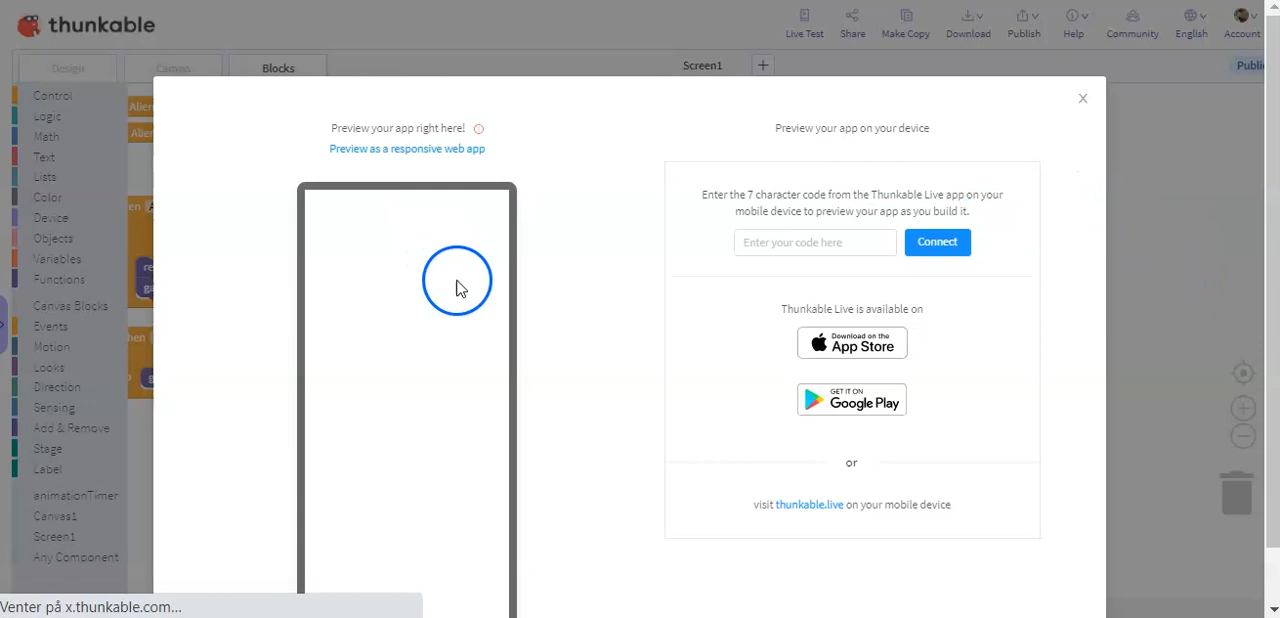 thunkable
Live Test
Share
Make Copy
Download
Publish
Help
Community
English
Account
Design
Canvas
Blocks
Screen1
Public
Control
Logic
Math
Text
Lists
Color
Device
Objects
Variables
Functions
Canvas Blocks
Events
Motion
Looks
Direction
Sensing
Add & Remove
Stage
Label
animationTimer
Canvas1
Screen1
Any Component
Alien
Alien
Preview your app right here!
Preview as a responsive web app
Preview your app on your device
Enter the 7 character code from the Thunkable Live app on your
mobile device to preview your app as you build it.
Enter your code here
Connect
Thunkable Live is available on
Download on the
App Store
GET IT ON
Google Play
or
visit thunkable.live on your mobile device
Venter på x.thunkable.com...